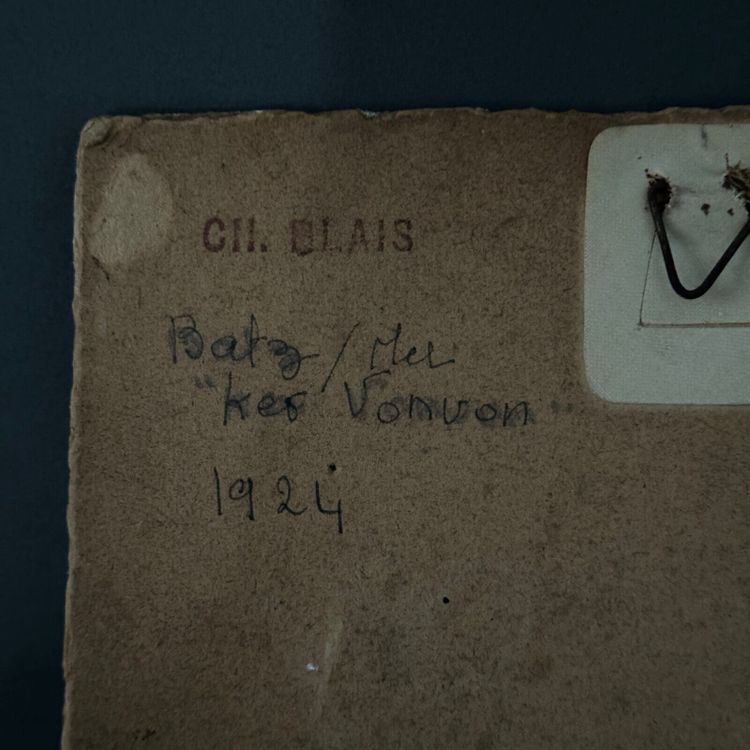 CH. BLAIS
Batz / Mer
"Ker Vonvon"
1924